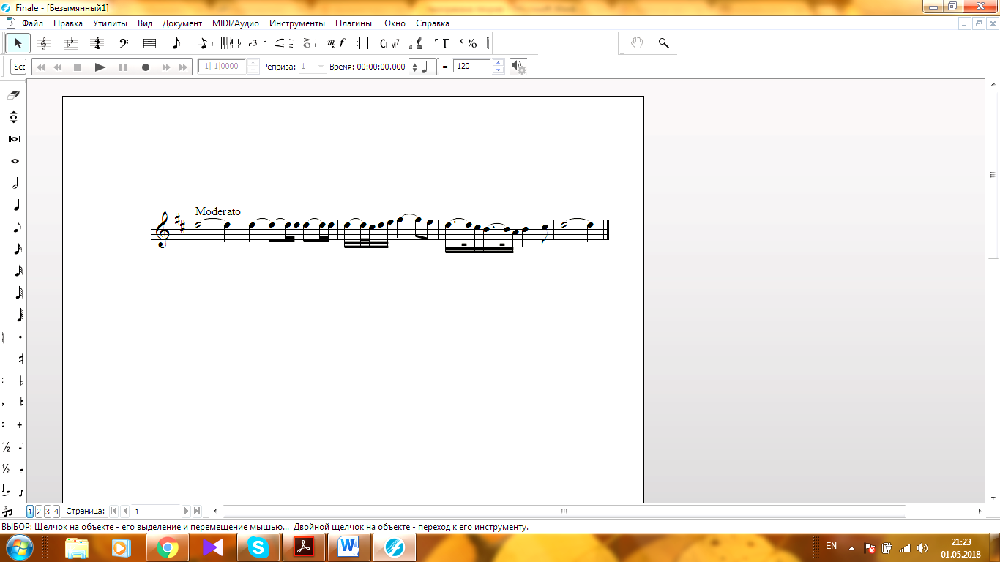 Finale - [Безымянный1]
Файл Правка Утилиты Вид Документ MIDI/Аудио Инструменты Плагины Окно Справка
Scc 1| 1|0000 Реприза: 1 Время: 00:00:00.000 = 120
Moderato
1 2 3 4 Страница: 1
ВЫБОР: Щелчок на объекте - его выделение и перемещение мышью... Двойной щелчок на объекте - переход к его инструменту.
EN 21:23
01.05.2018